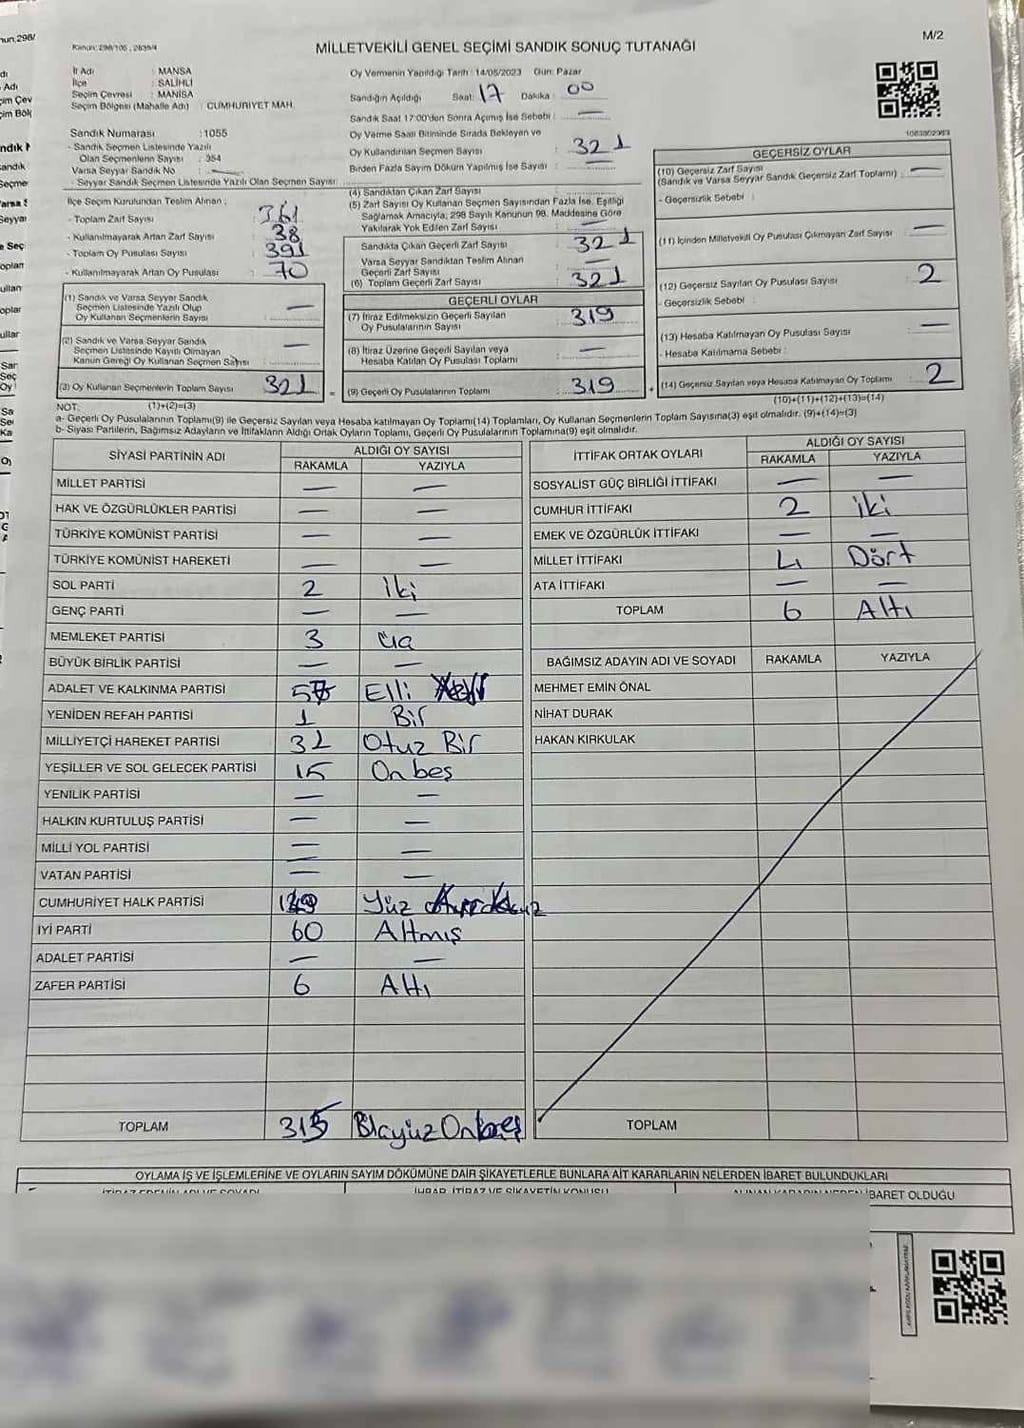 Kanun: 298/105 , 2839/4
MİLLETVEKİLİ GENEL SEÇİMİ SANDIK SONUÇ TUTANAĞI
M/2
İl Adı : MANİSA
İlçe : SALİHLİ
Seçim Çevresi : MANİSA
Seçim Bölgesi (Mahalle Adı) : CUMHURİYET MAH.
Oy Vermenin Yapıldığı Tarih : 14/05/2023 Gün: Pazar
Sandığın Açıldığı Saat: 17 Dakika : 00
Sandık Saat 17:00'den Sonra Açımış İse Sebebi : —
Sandık Numarası : 1055
- Sandık Seçmen Listesinde Yazılı
Olan Seçmenlerin Sayısı : 354
Varsa Seyyar Sandık No : —
- Seyyar Sandık Seçmen Listesinde Yazılı Olan Seçmen Sayısı
Oy Verme Saati Bitiminde Sırada Bekleyen ve
Oy Kullandırılan Seçmen Sayısı : 321
Birden Fazla Sayım Döküm Yapılmış İse Sayısı : —
İlçe Seçim Kurulundan Teslim Alınan ;
- Toplam Zarf Sayısı : 361
- Kullanılmayarak Artan Zarf Sayısı : 38
- Toplam Oy Pusulası Sayısı : 391
- Kullanılmayarak Artan Oy Pusulası : 70
(4) Sandıktan Çıkan Zarf Sayısı
(5) Zarf Sayısı Oy Kullanan Seçmen Sayısından Fazla İse, Eşitliği
Sağlamak Amacıyla; 298 Sayılı Kanunun 98. Maddesine Göre
Yakılarak Yok Edilen Zarf Sayısı : —
Sandıkta Çıkan Geçerli Zarf Sayısı 321
Varsa Seyyar Sandıktan Teslim Alınan
Geçerli Zarf Sayısı —
(6) Toplam Geçerli Zarf Sayısı 321
1083802983
GEÇERSİZ OYLAR
(10) Geçersiz Zarf Sayısı
(Sandık ve Varsa Seyyar Sandık Geçersiz Zarf Toplamı) : —
- Geçersizlik Sebebi :
(11) İçinden Milletvekili Oy Pusulası Çıkmayan Zarf Sayısı —
(12) Geçersiz Sayılan Oy Pusulası Sayısı : 2
- Geçersizlik Sebebi :
(13) Hesaba Katılmayan Oy Pusulası Sayısı —
- Hesaba Katılmama Sebebi :
(14) Geçersiz Sayılan veya Hesaba Katılmayan Oy Toplamı 2
(10)+(11)+(12)+(13)=(14)
(1) Sandık ve Varsa Seyyar Sandık
Seçmen Listesinde Yazılı Olup
Oy Kullanan Seçmenlerin Sayısı : —
(2) Sandık ve Varsa Seyyar Sandık
Seçmen Listesinde Kayıtlı Olmayan
Kanun Gereği Oy Kullanan Seçmen Sayısı : —
(3) Oy Kullanan Seçmenlerin Toplam Sayısı 321
(1)+(2)=(3)
GEÇERLİ OYLAR
(7) İtiraz Edilmeksizin Geçerli Sayılan
Oy Pusulalarının Sayısı : 319
(8) İtiraz Üzerine Geçerli Sayılan veya
Hesaba Katılan Oy Pusulası Toplamı : —
(9) Geçerli Oy Pusulalarının Toplamı : 319
NOT:
a- Geçerli Oy Pusulalarının Toplamı(9) ile Geçersiz Sayılan veya Hesaba katılmayan Oy Toplamı(14) Toplamları, Oy Kullanan Seçmenlerin Toplam Sayısına(3) eşit olmalıdır. (9)+(14)=(3)
b- Siyasi Partilerin, Bağımsız Adayların ve İttifakların Aldığı Ortak Oyların Toplamı, Geçerli Oy Pusulalarının Toplamına(9) eşit olmalıdır.
SİYASİ PARTİNİN ADI ALDIĞI OY SAYISI
RAKAMLA YAZIYLA
MİLLET PARTİSİ — —
HAK VE ÖZGÜRLÜKLER PARTİSİ — —
TÜRKİYE KOMÜNİST PARTİSİ — —
TÜRKİYE KOMÜNİST HAREKETİ — —
SOL PARTİ 2 iki
GENÇ PARTİ — —
MEMLEKET PARTİSİ 3 üç
BÜYÜK BİRLİK PARTİSİ — —
ADALET VE KALKINMA PARTİSİ Elli
YENİDEN REFAH PARTİSİ 1 Bir
MİLLİYETÇİ HAREKET PARTİSİ 31 Otuz Bir
YEŞİLLER VE SOL GELECEK PARTİSİ 15 On beş
YENİLİK PARTİSİ — —
HALKIN KURTULUŞ PARTİSİ — —
MİLLİ YOL PARTİSİ — —
VATAN PARTİSİ — —
CUMHURİYET HALK PARTİSİ Yüz
İYİ PARTİ 60 Altmış
ADALET PARTİSİ — —
ZAFER PARTİSİ 6 Altı
TOPLAM 313 Üçyüz On
İTTİFAK ORTAK OYLARI ALDIĞI OY SAYISI
RAKAMLA YAZIYLA
SOSYALİST GÜÇ BİRLİĞİ İTTİFAKI — —
CUMHUR İTTİFAKI 2 iki
EMEK VE ÖZGÜRLÜK İTTİFAKI — —
MİLLET İTTİFAKI 4 Dört
ATA İTTİFAKI — —
TOPLAM 6 Altı
BAĞIMSIZ ADAYIN ADI VE SOYADI RAKAMLA YAZIYLA
MEHMET EMİN ÖNAL
NİHAT DURAK
HAKAN KIRKULAK
TOPLAM
OYLAMA İŞ VE İŞLEMLERİNE VE OYLARIN SAYIM DÖKÜMÜNE DAİR ŞİKAYETLERLE BUNLARA AİT KARARLARIN NELERDEN İBARET BULUNDUKLARI
İTİRAZ EDENİN ADI VE SOYADI İHBAR, İTİRAZ VE ŞİKAYETİN KONUSU ALINAN KARARIN NEDEN İBARET OLDUĞU